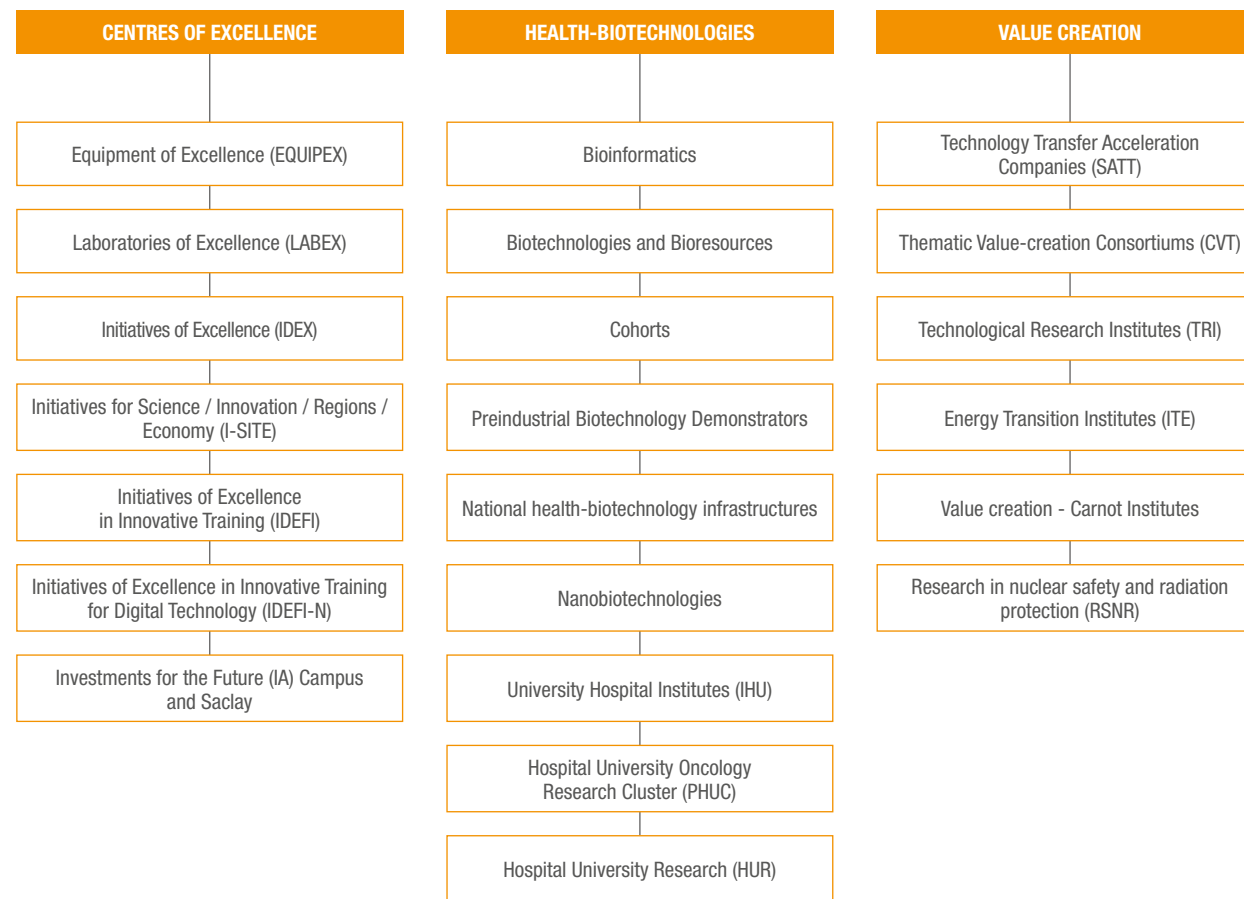 CENTRES OF EXCELLENCE
Equipment of Excellence (EQUIPEX)
Laboratories of Excellence (LABEX)
Initiatives of Excellence (IDEX)
Initiatives for Science / Innovation / Regions /
Economy (I-SITE)
Initiatives of Excellence
in Innovative Training (IDEFI)
Initiatives of Excellence in Innovative Training
for Digital Technology (IDEFI-N)
Investments for the Future (IA) Campus
and Saclay
HEALTH-BIOTECHNOLOGIES
Bioinformatics
Biotechnologies and Bioresources
Cohorts
Preindustrial Biotechnology Demonstrators
National health-biotechnology infrastructures
Nanobiotechnologies
University Hospital Institutes (IHU)
Hospital University Oncology
Research Cluster (PHUC)
Hospital University Research (HUR)
VALUE CREATION
Technology Transfer Acceleration
Companies (SATT)
Thematic Value-creation Consortiums (CVT)
Technological Research Institutes (TRI)
Energy Transition Institutes (ITE)
Value creation - Carnot Institutes
Research in nuclear safety and radiation
protection (RSNR)